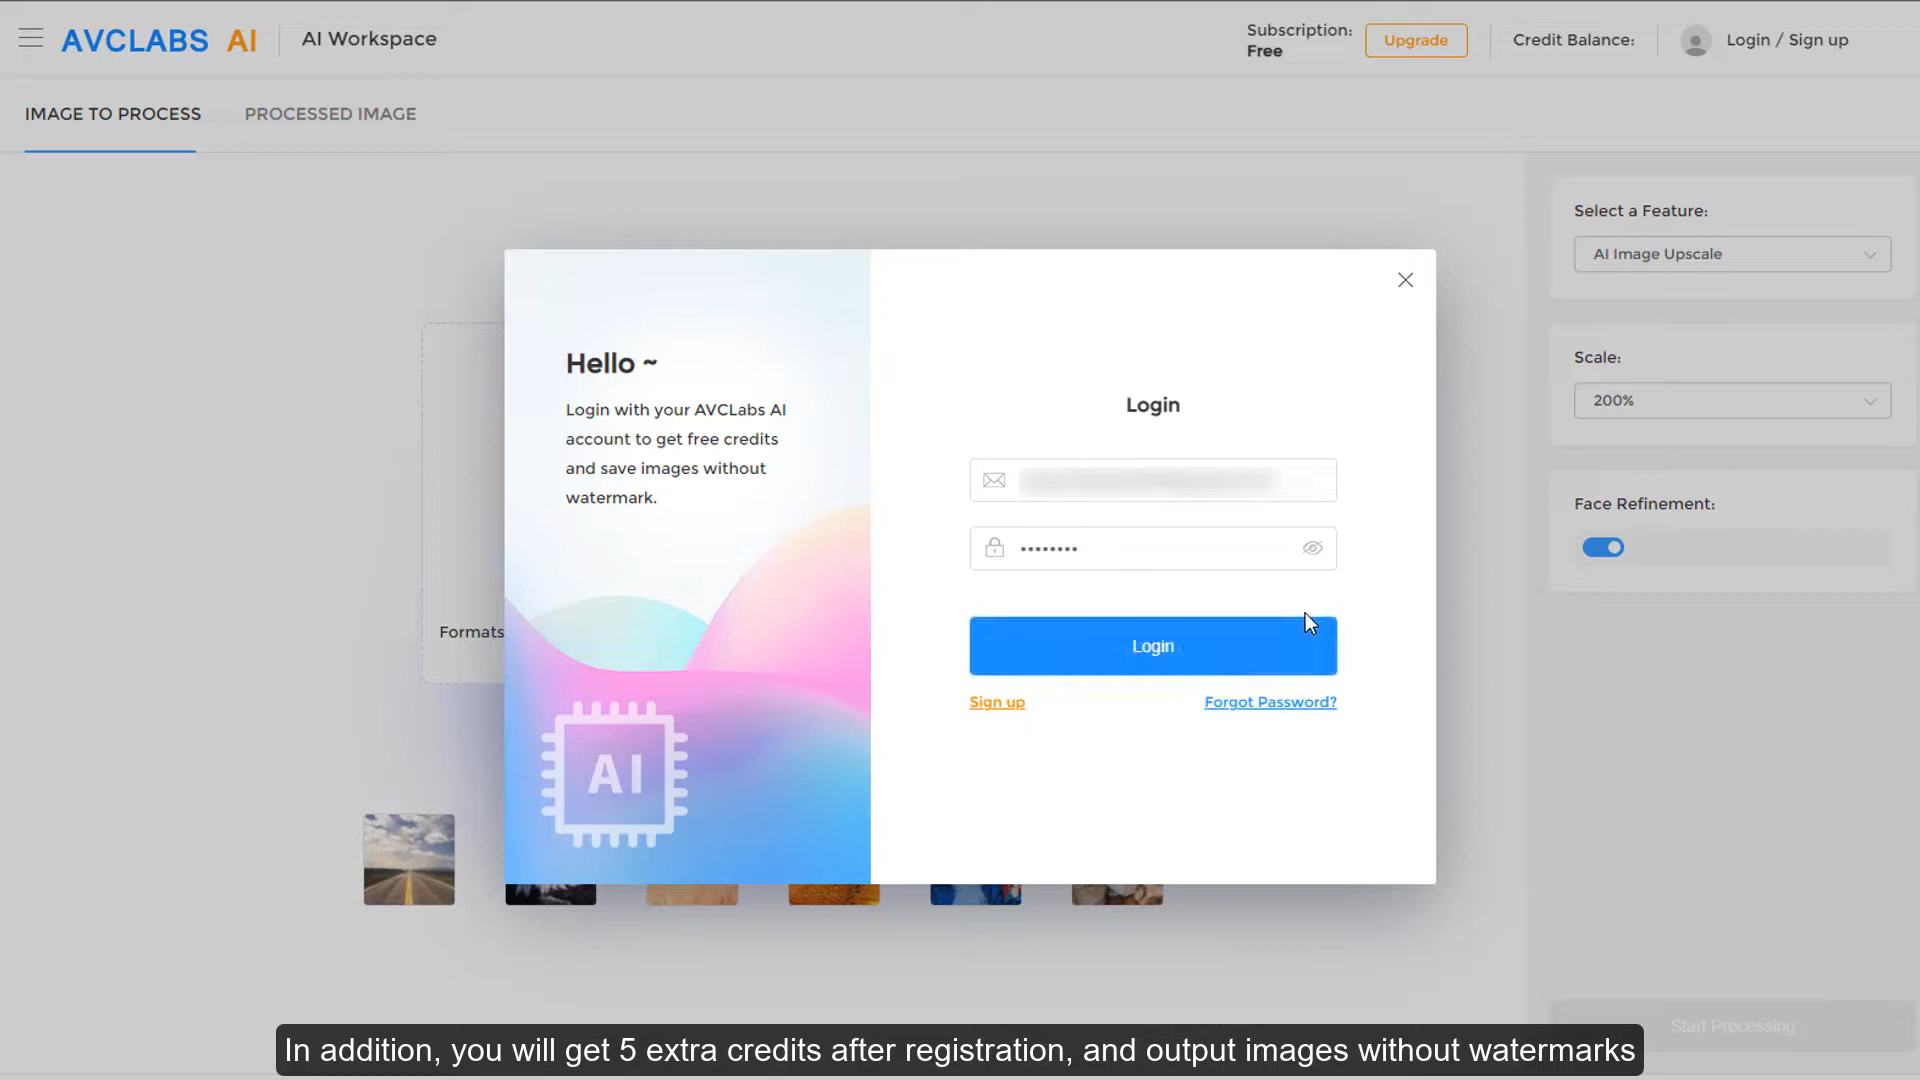 AVCLABS AI
AI Workspace
Subscription:
Free
Upgrade
Credit Balance:
Login / Sign up
IMAGE TO PROCESS
PROCESSED IMAGE
Select a Feature:
AI Image Upscale
Scale:
200%
Face Refinement:
Hello ~
Login with your AVCLabs AI
account to get free credits
and save images without
watermark.
AI
Login
••••••••
Login
Sign up
Forgot Password?
Formats
Start Processing
In addition, you will get 5 extra credits after registration, and output images without watermarks